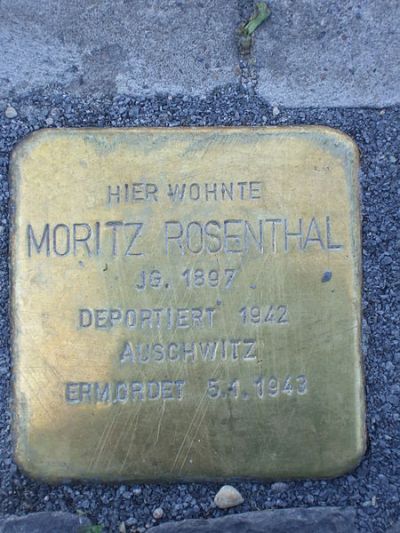 HIER WOHNTE
MORITZ ROSENTHAL
JG. 1897
DEPORTIERT 1942
AUSCHWITZ
ERMORDET 5.1.1943